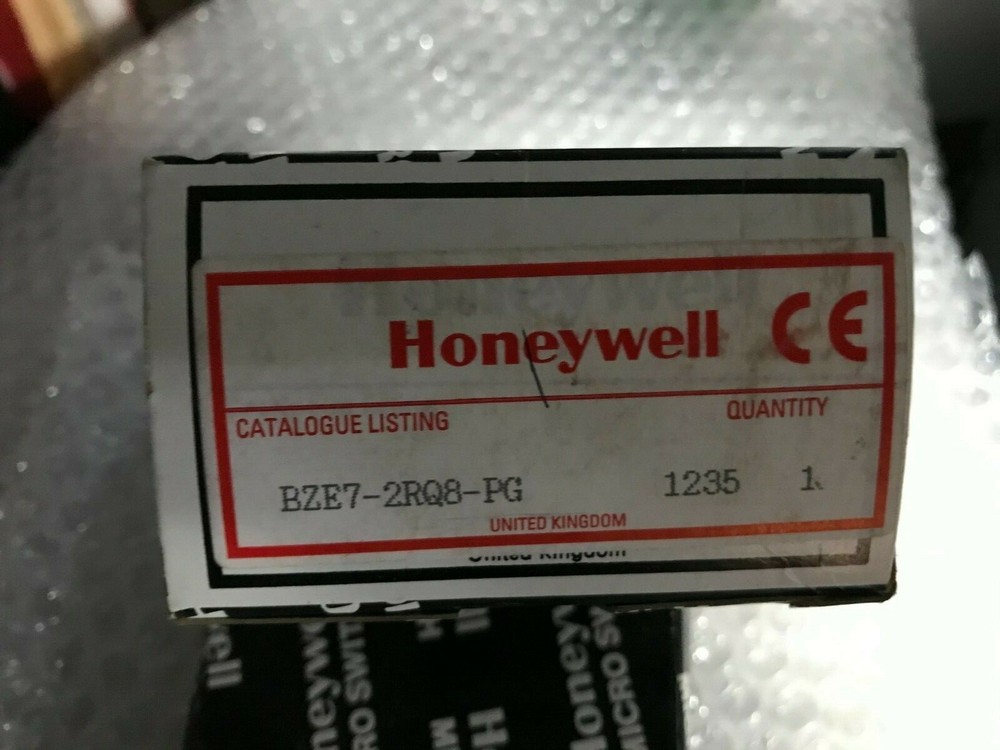 Honeywell CE
CATALOGUE LISTING QUANTITY
BZE7-2RQ8-PG 1235 1
UNITED KINGDOM
United Kingdom